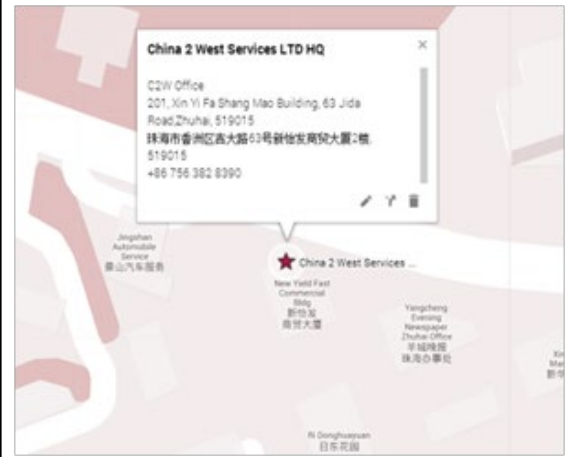 China 2 West Services LTD HQ
C2W Office
201, Xin Yi Fa Shang Mao Building, 63 Jida
Road,Zhuhai, 519015
珠海市香洲区吉大路63号新怡发商贸大厦2楼,
519015
+86 756 382 8390
Jingshan
Automobile
Service
景山汽车服务
China 2 West Services ...
New Yield Fast
Commercial
Bldg
新怡发
商贸大厦
Yangcheng
Evening
Newspaper
Zhuhai Office
羊城晚报
珠海办事处
Xin
Ri Donghuayuan
日东花园